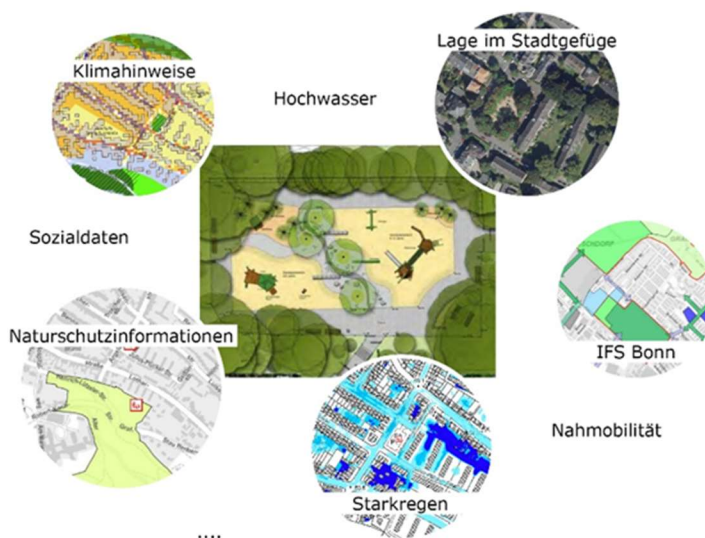 Lage im Stadtgefüge
Klimahinweise
Hochwasser
Sozialdaten
Naturschutzinformationen
IFS Bonn
Nahmobilität
Starkregen
....